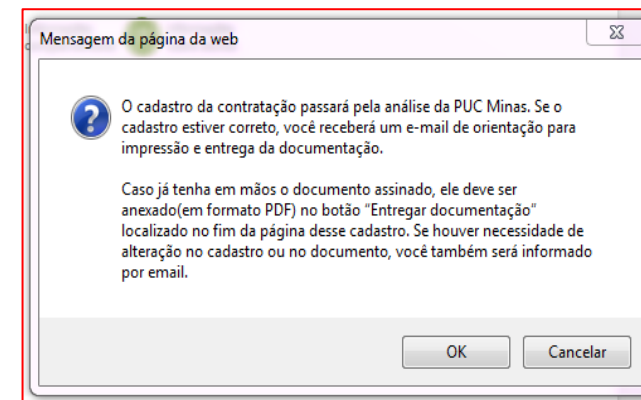 Mensagem da página da web
O cadastro da contratação passará pela análise da PUC Minas. Se o
cadastro estiver correto, você receberá um e-mail de orientação para
impressão e entrega da documentação.
Caso já tenha em mãos o documento assinado, ele deve ser
anexado(em formato PDF) no botão "Entregar documentação"
localizado no fim da página desse cadastro. Se houver necessidade de
alteração no cadastro ou no documento, você também será informado
por email.
OK
Cancelar